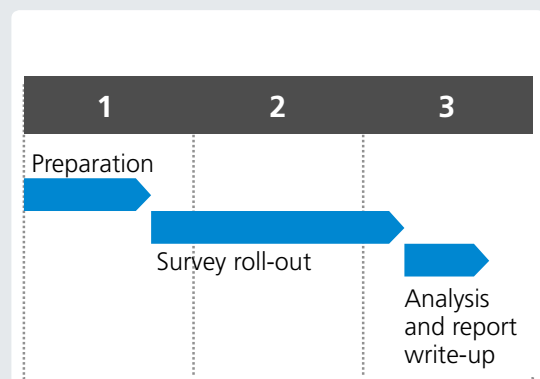 1 2 3
Preparation
Survey roll-out
Analysis
and report
write-up